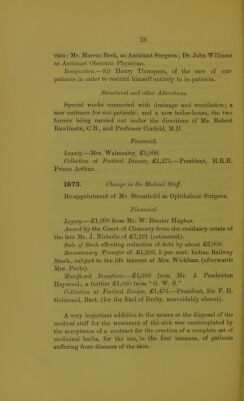 28
sian; Mr. Marcus Beck, as Assistant Surgeon; Dr. John Williams
as Assistant Obstetric Physician.
Resignation.—Sir Henry Thompson, of the care of out-
patients in order to restrict himself entirely to in-patients.
Structural and other Alterations.
Special works connected with drainage and ventilation; a
new entrance for out-patients; and a new boiler-house, the two
former being carried out under the directions of Mr. Robert
Rawlinson, C.B., and Professor Corfield, M.D.
Financial.
Legacy.—Mrs. Walmesley, £1,000.
Collection at Festival Dinner, £1,275.—President, H.R.H.
Prince Arthur.
1873. Change in the Medical Staff.
Re-appointment of Mr. Streatfeild as Ophthalmic Surgeon.
Financial.
Legacy.—£1,000 from Mr. W. Hunter Hughes.
Award by the Court of Chancery from the residuary estate of
the late Mr. J. Nicholls of £7,191 (estimated).
Sale of Stock effecting reduction of debt by about £2,000.
Reversionary Transfer of £1,200, 5 per cent. Indian Railway
Stock, subject to the life interest of Mrs. Wickham (afterwards
Mrs. Poole).
Munificent Donations—£5,000 from Mr. J. Pemberton
Heywood; a further £1,000 from "G. W. S."
Collection at Festival Dinner, £1,476.—President, Sir F. H.
Goldsmid, Bart. (for the Earl of Derby, unavoidably absent).
A very important addition to the means at the disposal of the
medical staff for the treatment of the sick was contemplated by
the acceptance of a contract for the erection of a complete set of
medicinal baths, for the use, in the first instance, of patients
suffering from diseases of the skin.